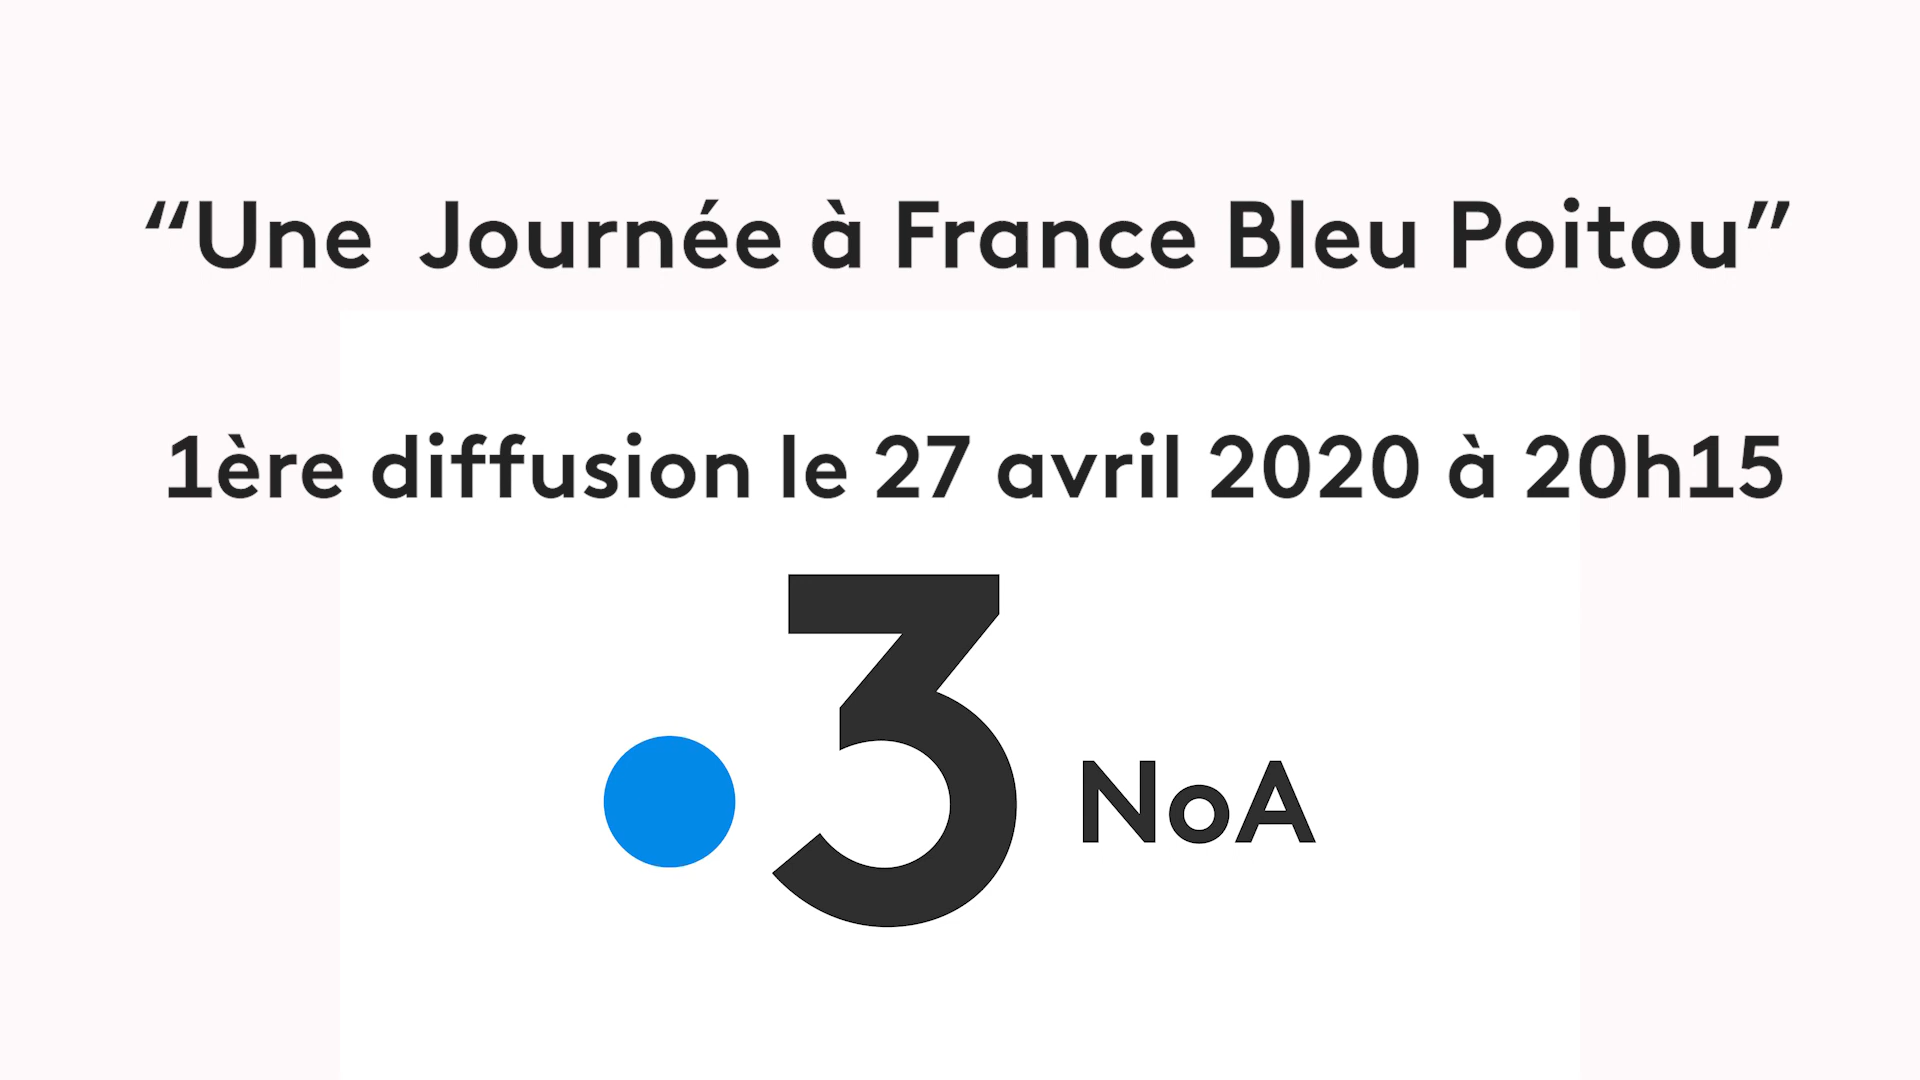 “Une  Journée à France Bleu Poitou”
1ère diffusion le 27 avril 2020 à 20h15
3 NoA